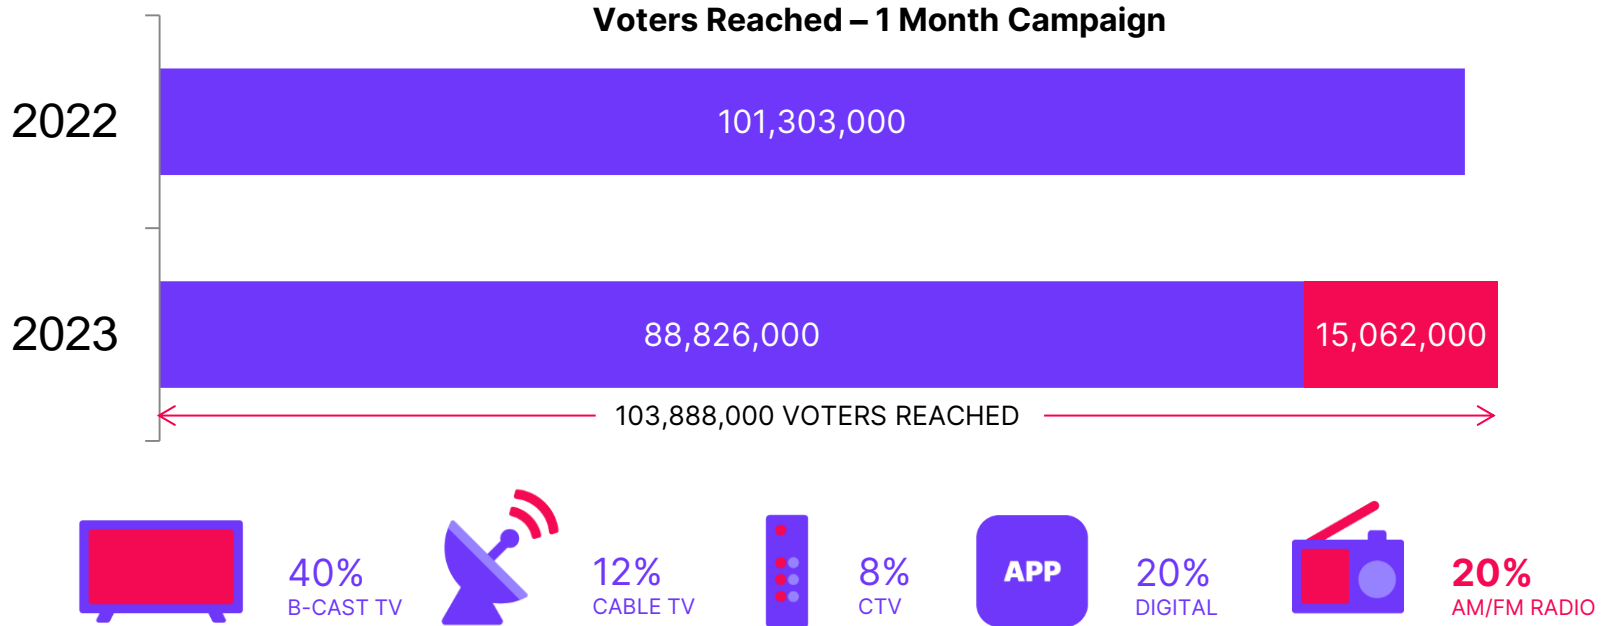 Voters Reached – 1 Month Campaign
2022
101,303,000
2023
88,826,000
15,062,000
103,888,000 VOTERS REACHED
40%
B-CAST TV
12%
CABLE TV
8%
CTV
APP
20%
DIGITAL
20%
AM/FM RADIO